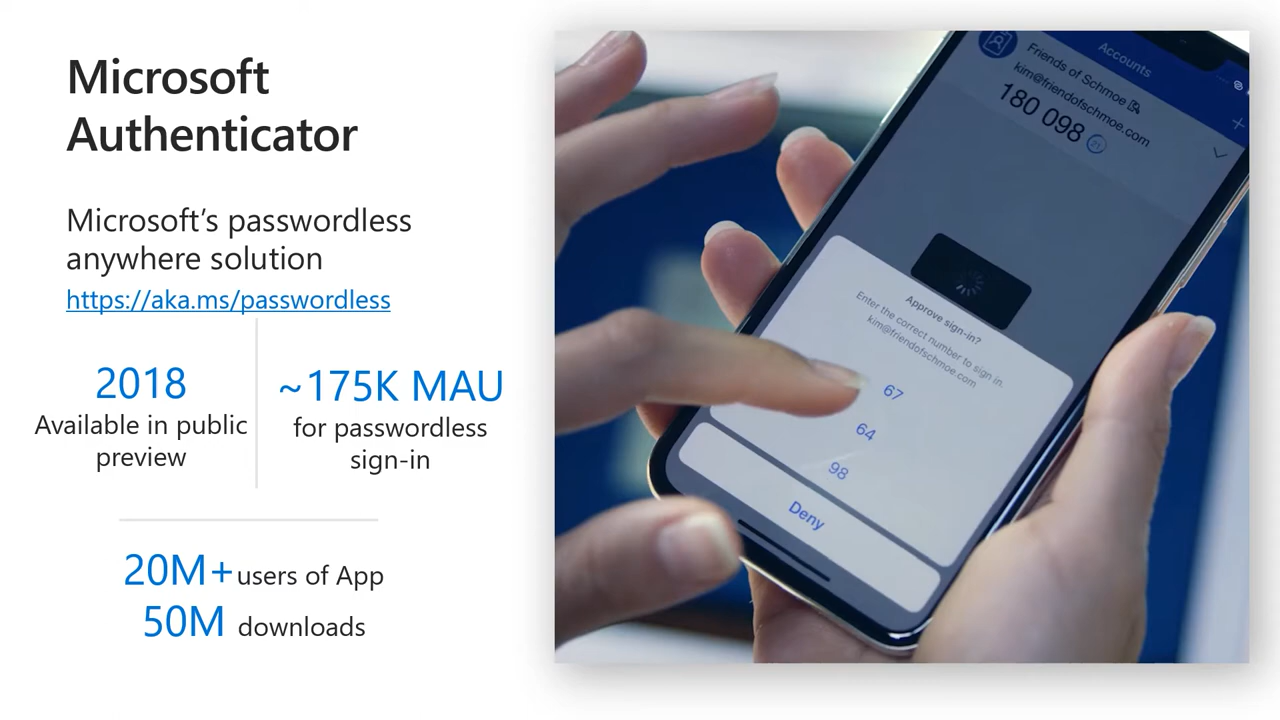 Microsoft
Authenticator
Microsoft's passwordless
anywhere solution
https://aka.ms/passwordless
2018
Available in public
preview
~175K MAU
for passwordless
sign-in
20M+ users of App
50M downloads
Accounts
Friends of Schmoe
kim@friendofschmoe.com
180 098
21
Approve sign-in?
Enter the correct number to sign in.
kim@friendofschmoe.com
67
64
98
Deny